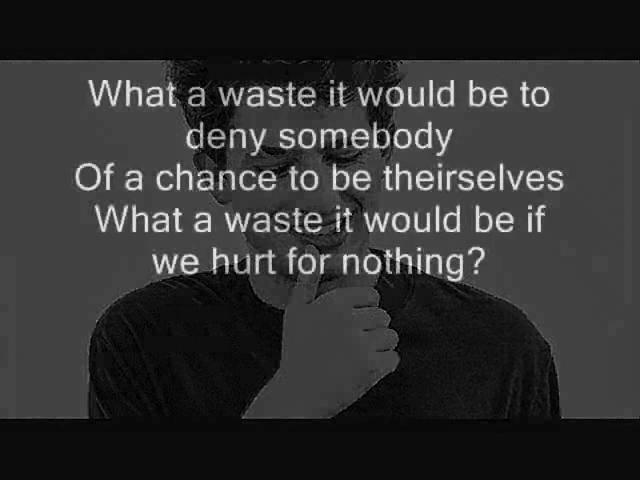 What a waste it would be to
deny somebody
Of a chance to be theirselves
What a waste it would be if
we hurt for nothing?